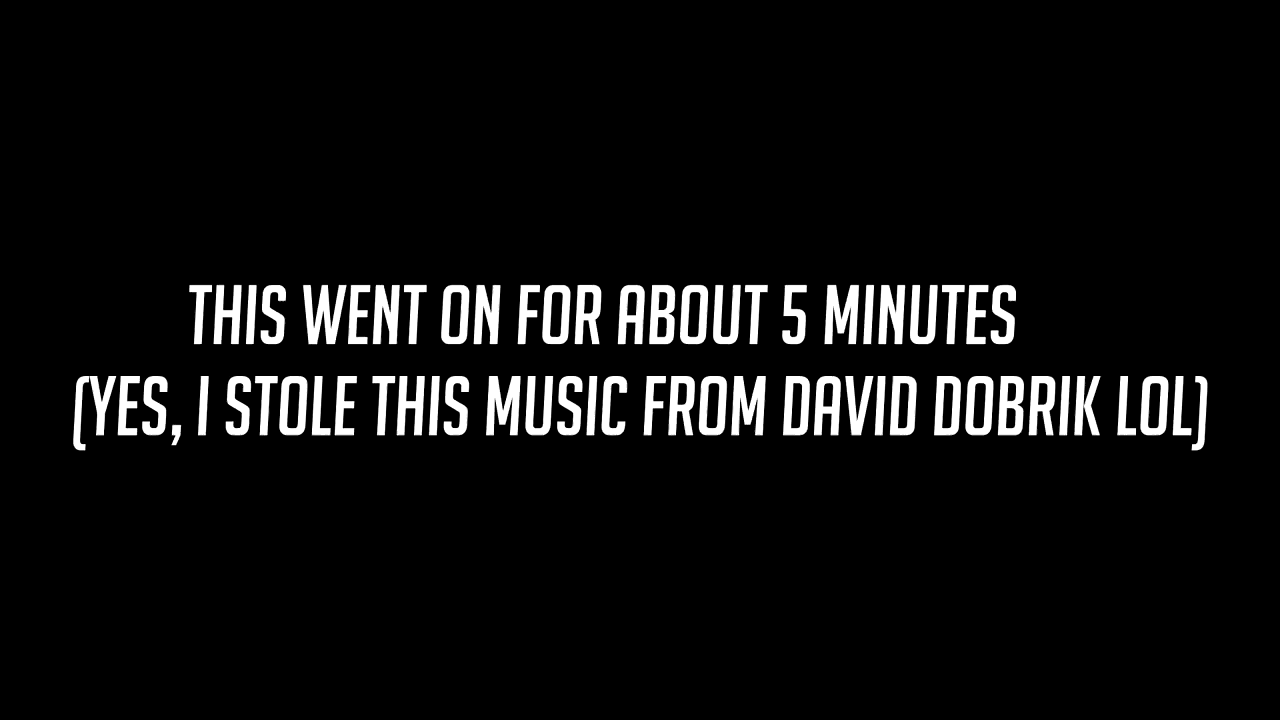 THIS WENT ON FOR ABOUT 5 MINUTES
(YES, I STOLE THIS MUSIC FROM DAVID DOBRIK LOL)